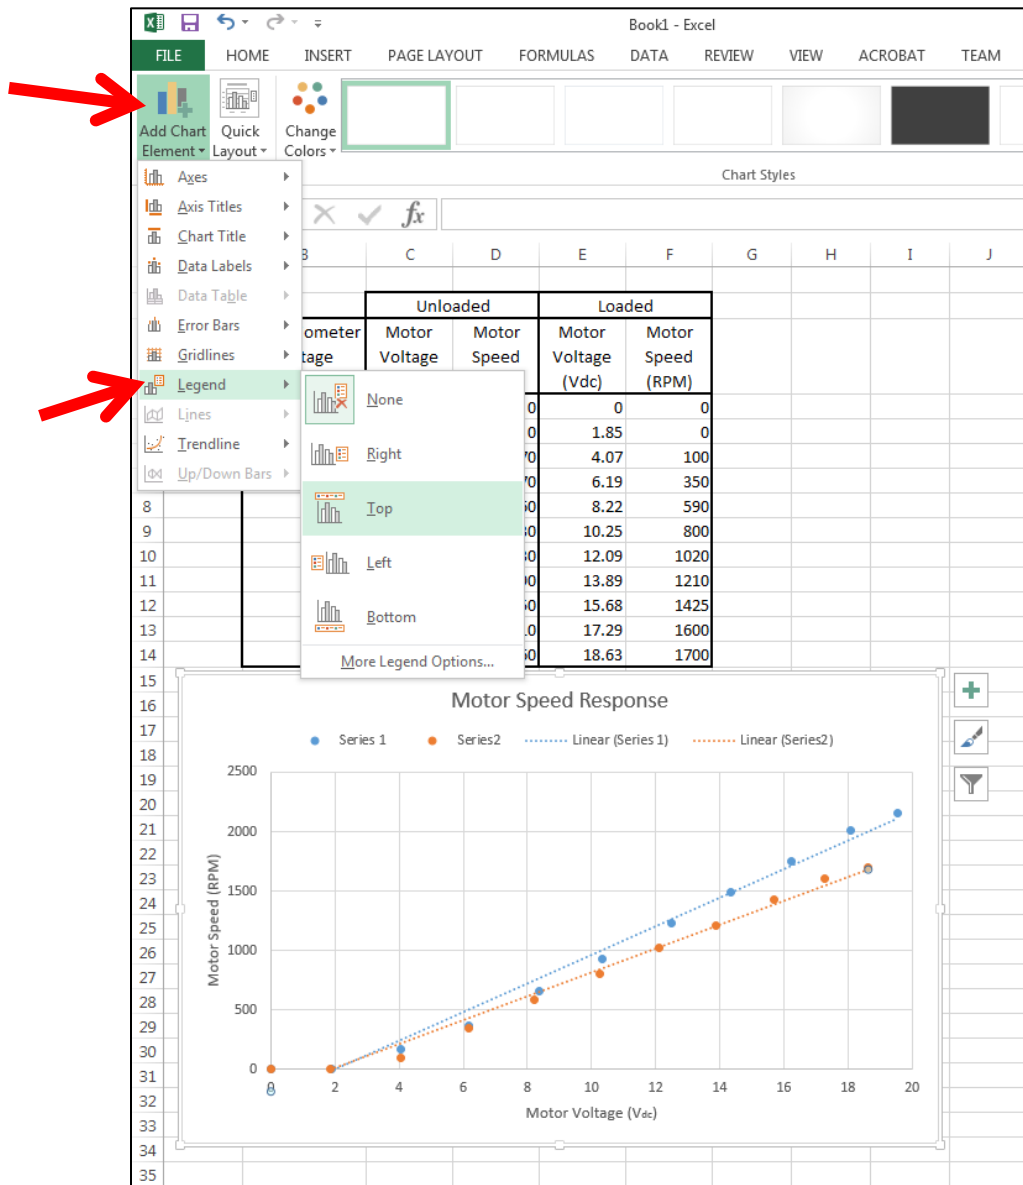 Book1 - Excel
FILE HOME INSERT PAGE LAYOUT FORMULAS DATA REVIEW VIEW ACROBAT TEAM
Add Chart Element Quick Layout Change Colors
Chart Styles
Axes
Axis Titles
Chart Title
Data Labels
Data Table
Error Bars
Gridlines
Legend
Lines
Trendline
Up/Down Bars
None
Right
Top
Left
Bottom
More Legend Options...
fx
C D E F G H I J
Unloaded Loaded
ometer Motor Motor Motor Motor
tage Voltage Speed Voltage Speed
(Vdc) (RPM)
0 0 0
0 1.85 0
70 4.07 100
70 6.19 350
8 8.22 590
9 10.25 800
10 12.09 1020
11 13.89 1210
12 15.68 1425
13 17.29 1600
14 18.63 1700
15
16
17
18
19
20
21
22
23
24
25
26
27
28
29
30
31
32
33
34
35
Motor Speed Response
Series 1 Series2 Linear (Series 1) Linear (Series2)
2500
2000
1500
1000
500
0
Motor Speed (RPM)
0 2 4 6 8 10 12 14 16 18 20
Motor Voltage (Vdc)